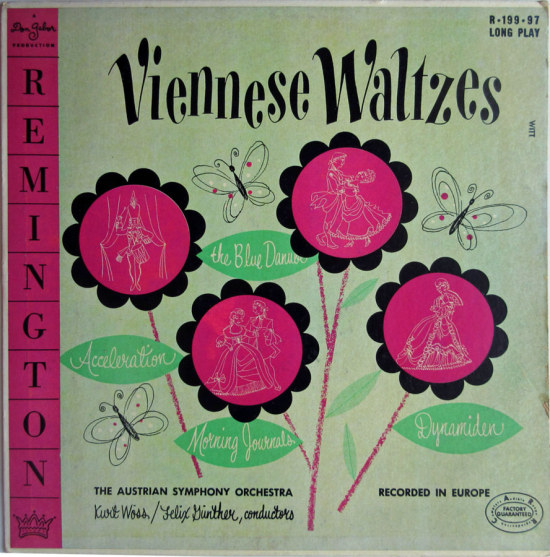 A
Don Gabor
PRODUCTION
REMINGTON
R-199-97
LONG PLAY
Viennese Waltzes
WITT
the Blue Danube
Acceleration
Morning Journals
Dynamiden
THE AUSTRIAN SYMPHONY ORCHESTRA
Kurt Woss / Felix Günther, conductors
RECORDED IN EUROPE
FACTORY
GUARANTEED